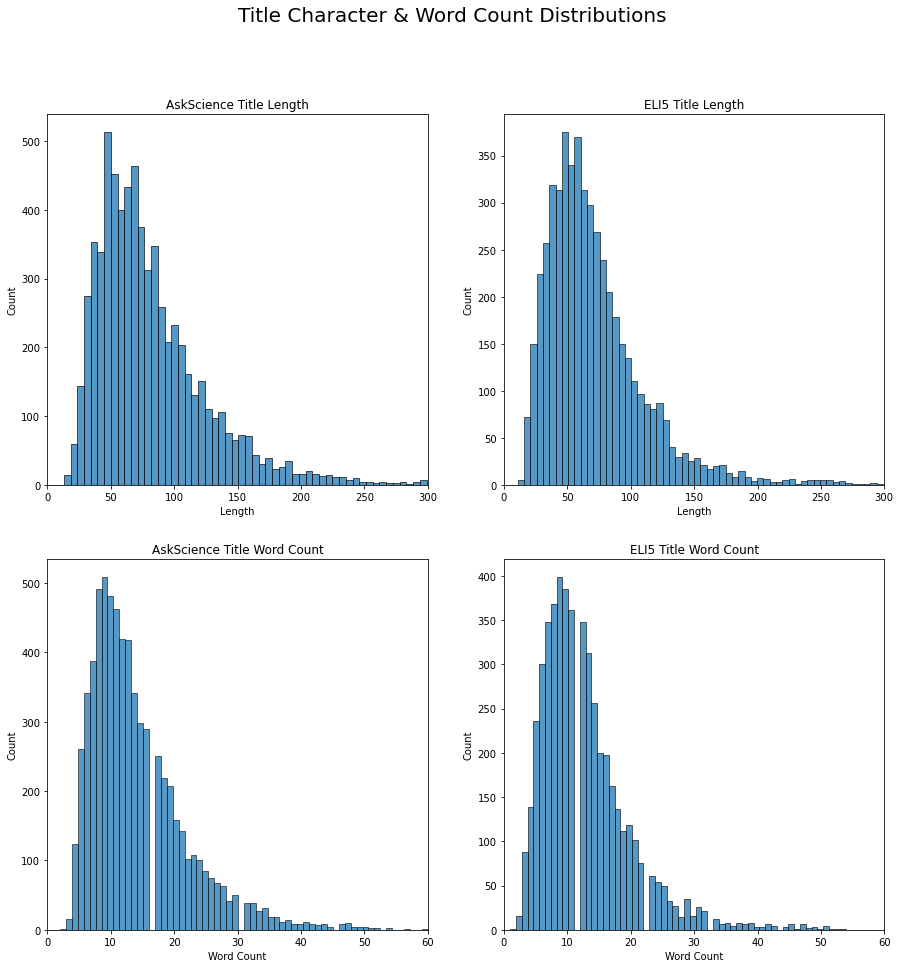 Title Character & Word Count Distributions
AskScience Title Length
500
400
300
200
100
0
Count
0 50 100 150 200 250 300
Length
ELI5 Title Length
350
300
250
200
150
100
50
0
Count
0 50 100 150 200 250 300
Length
AskScience Title Word Count
500
400
300
200
100
0
Count
0 10 20 30 40 50 60
Word Count
ELI5 Title Word Count
400
350
300
250
200
150
100
50
0
Count
0 10 20 30 40 50 60
Word Count